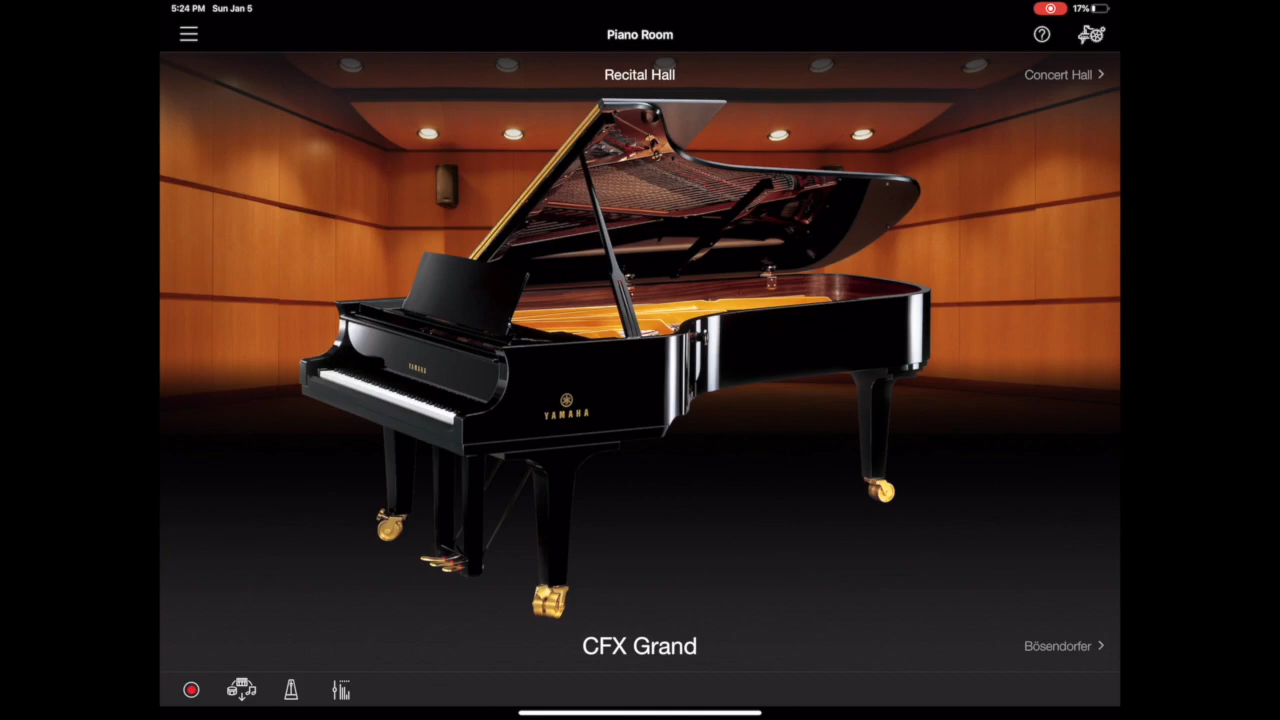 5:24 PM Sun Jan 5
17%
Piano Room
Recital Hall
Concert Hall
YAMAHA
YAMAHA
CFX Grand
Bösendorfer